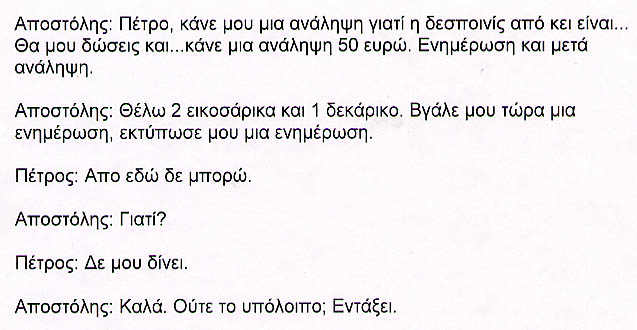 Αποστόλης: Πέτρο, κάνε μου μια ανάληψη γιατί η δεσποινίς από κει είναι...
Θα μου δώσεις και...κάνε μια ανάληψη 50 ευρώ. Ενημέρωση και μετά
ανάληψη.
Αποστόλης: Θέλω 2 εικοσάρικα και 1 δεκάρικο. Βγάλε μου τώρα μια
ενημέρωση, εκτύπωσε μου μια ενημέρωση.
Πέτρος: Απο εδώ δε μπορώ.
Αποστόλης: Γιατί?
Πέτρος: Δε μου δίνει.
Αποστόλης: Καλά. Ούτε το υπόλοιπο; Εντάξει.